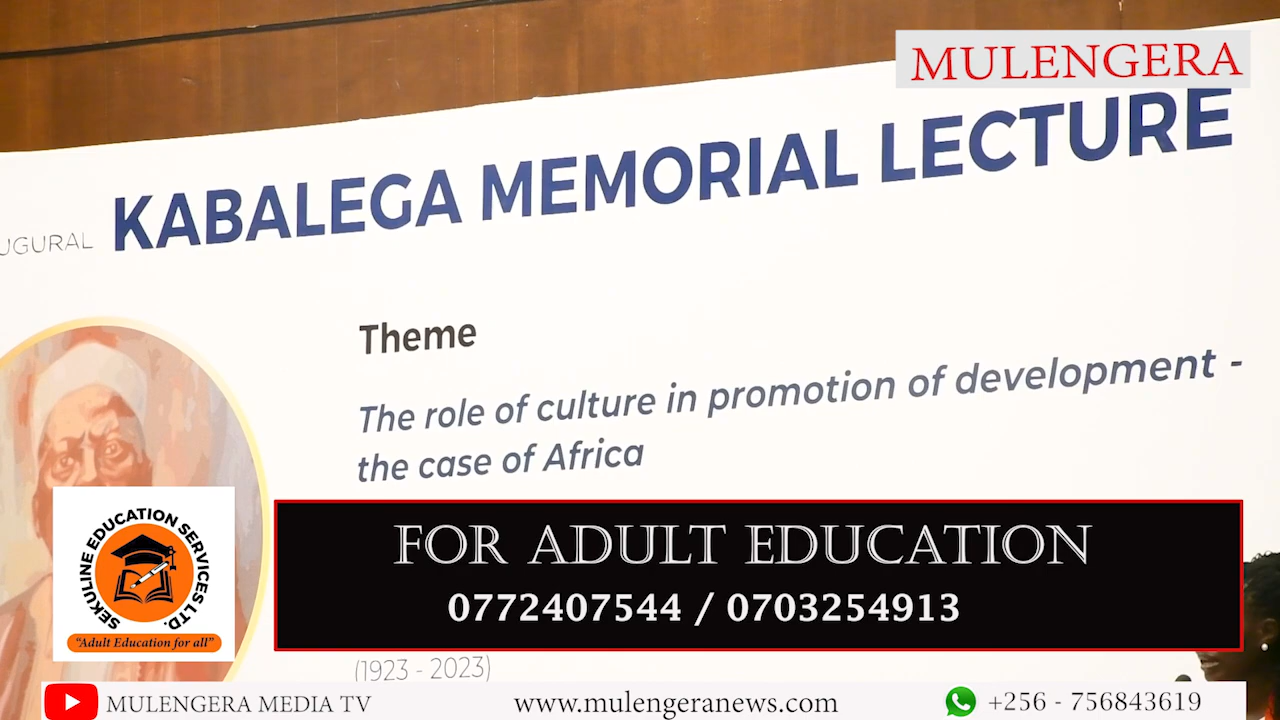 MULENGERA
UGURAL KABALEGA MEMORIAL LECTURE
Theme
The role of culture in promotion of development -
the case of Africa
SEKULINE EDUCATION SERVICES LTD.
"Adult Education for all"
FOR ADULT EDUCATION
0772407544 / 0703254913
(1923 - 2023)
MULENGERA MEDIA TV
www.mulengeranews.com
+256 - 756843619